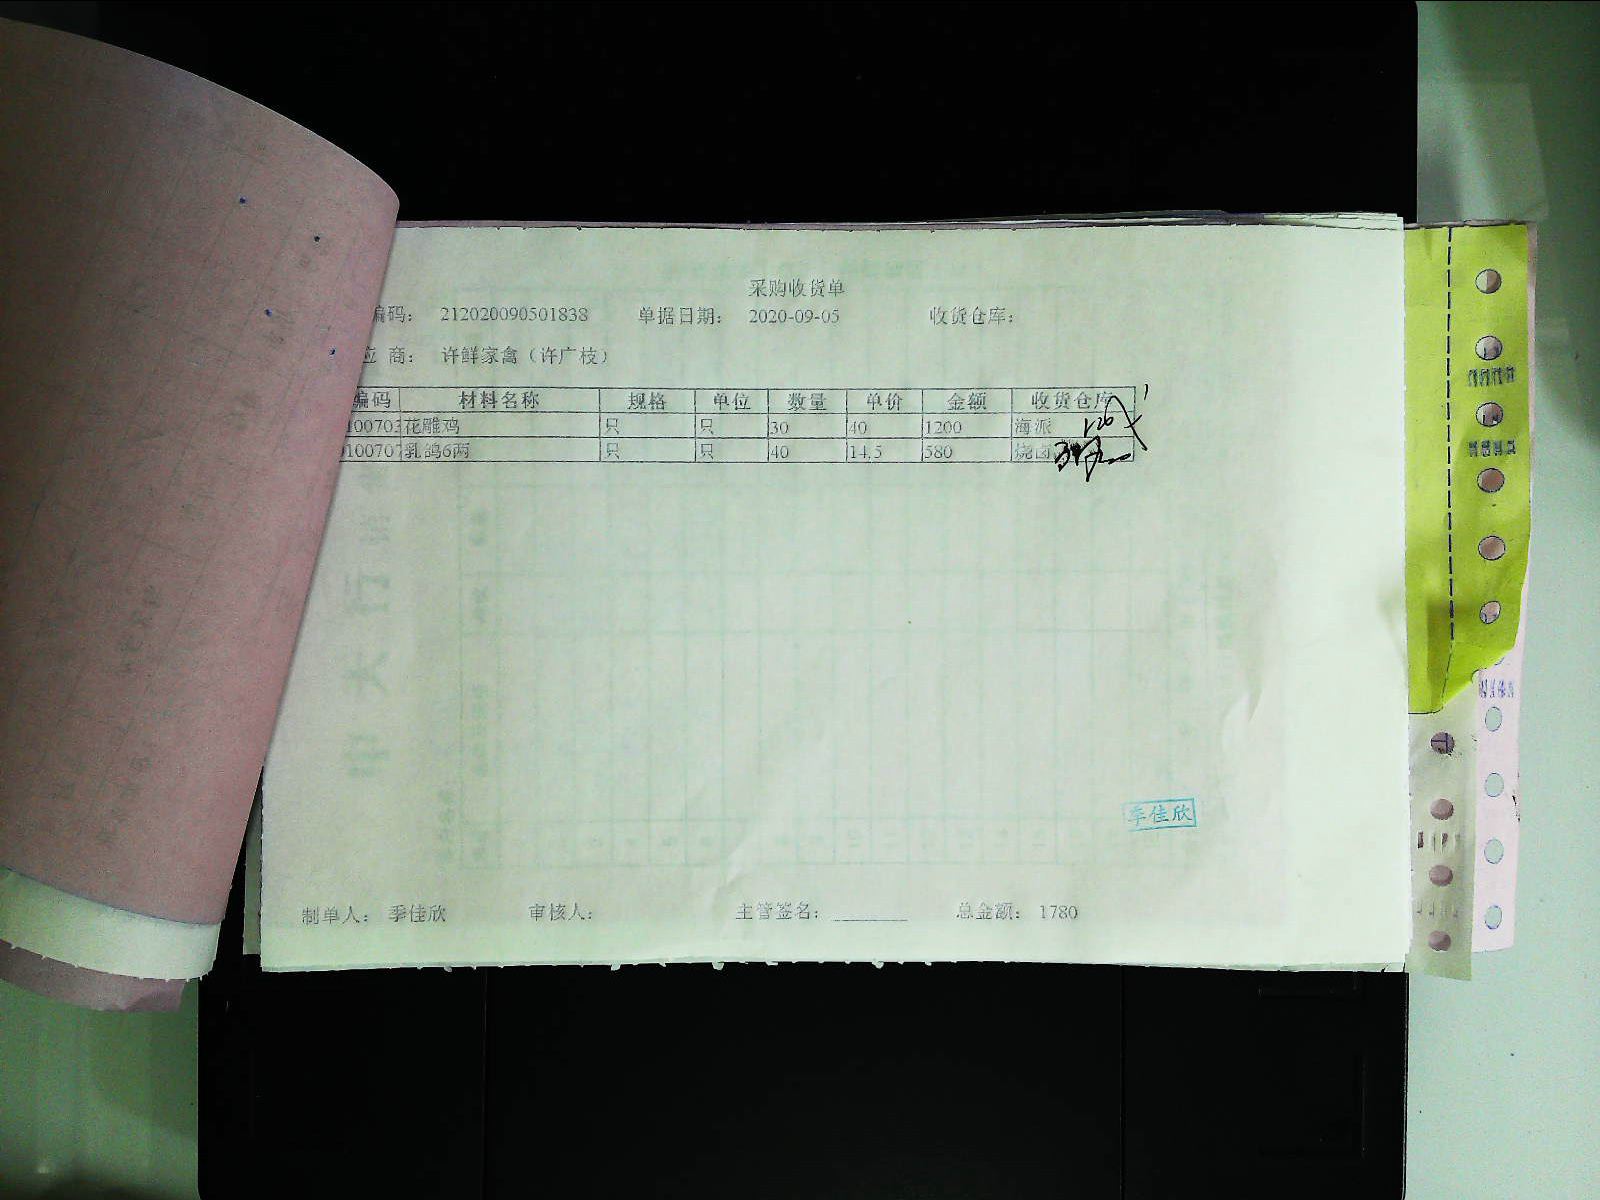 采购收货单
编码： 212020090501838 单据日期： 2020-09-05 收货仓库：
应 商： 许鲜家禽（许广枝）
编码 材料名称 规格 单位 数量 单价 金额 收货仓库
100703 花雕鸡 只 只 30 40 1200 海派
100707 乳鸽6两 只 只 40 14.5 580 烧卤
季佳欣
制单人： 季佳欣 审核人： 主管签名： 总金额： 1780